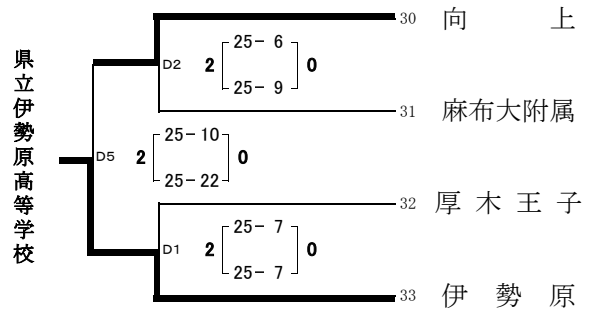 県立伊勢原高等学校
30 向上
D2 2 25- 6 0
25- 9
31 麻布大附属
D5 2 25-10 0
25-22
32 厚木王子
D1 2 25- 7 0
25- 7
33 伊勢原